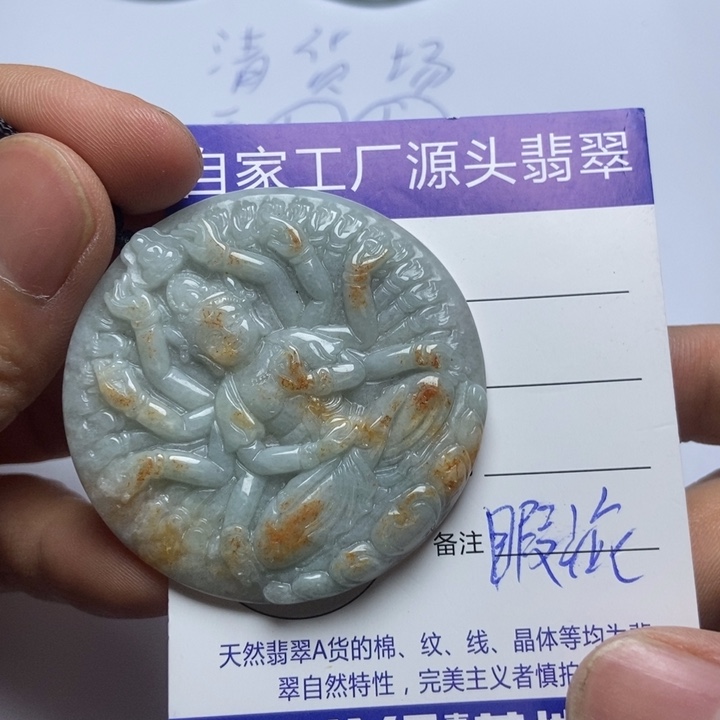 清货场
自家工厂源头翡翠
备注
天然翡翠A货的棉、纹、线、晶体等均为翡
翠自然特性，完美主义者慎拍